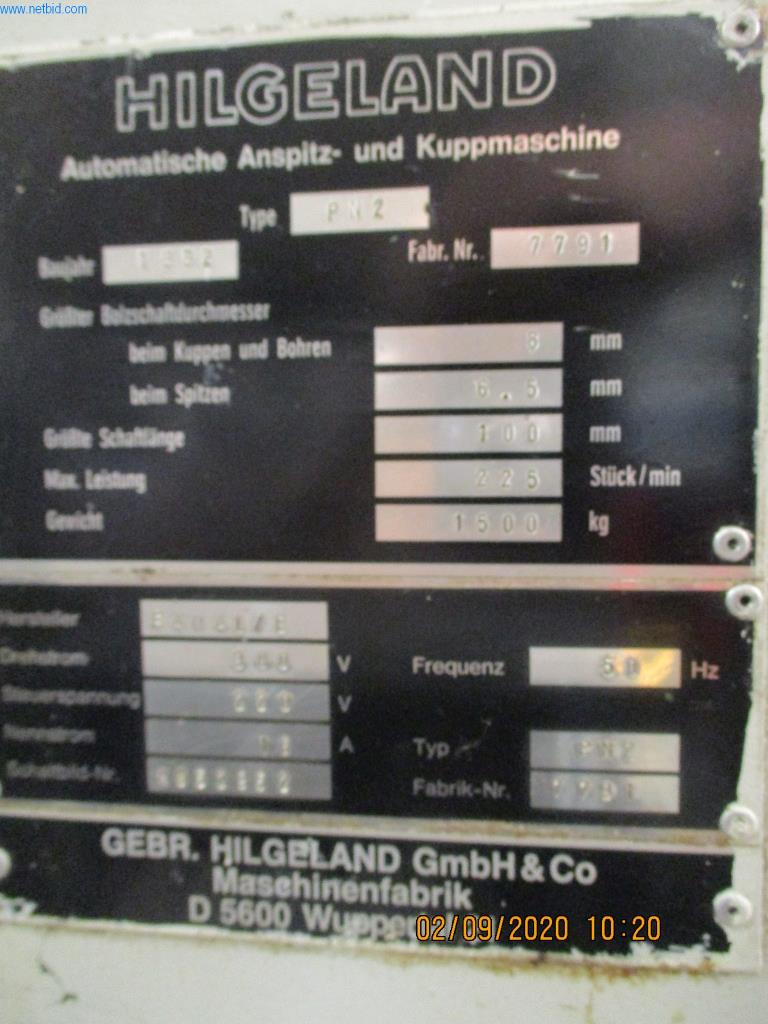 www.netbid.com
HILGELAND
Automatische Anspitz- und Kuppmaschine
Type PN2
Baujahr
Fabr. Nr. 7791
Größter Bolzschaftdurchmesser
beim Kuppen und Bohren 6 mm
beim Spitzen 6.5 mm
Größte Schaftlänge 100 mm
Max. Leistung 225 Stück/min
Gewicht 1500 kg
Hersteller
Drehstrom V Frequenz 50 Hz
Steuerspannung V
Nennstrom A Typ PN2
Schaltbild-Nr. Fabrik-Nr. 7791
GEBR. HILGELAND GmbH & Co
Maschinenfabrik
D 5600
02/09/2020 10:20